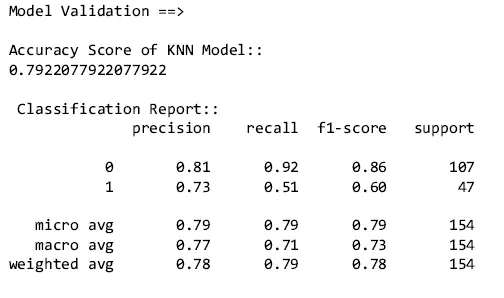 Model Validation ==>
Accuracy Score of KNN Model::
0.7922077922077922
Classification Report::
precision recall f1-score support
0 0.81 0.92 0.86 107
1 0.73 0.51 0.60 47
micro avg 0.79 0.79 0.79 154
macro avg 0.77 0.71 0.73 154
weighted avg 0.78 0.79 0.78 154